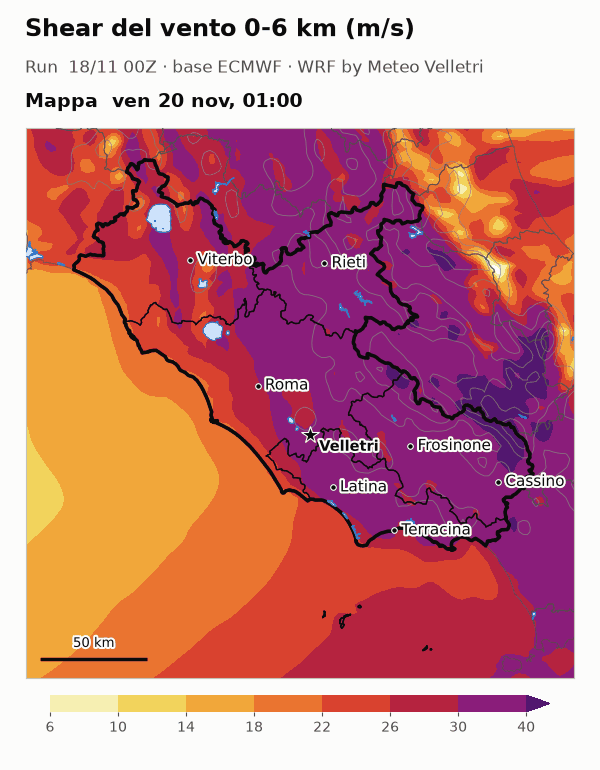 Shear del vento 0-6 km (m/s)
Run  18/11 00Z · base ECMWF · WRF by Meteo Velletri
Mappa  ven 20 nov, 01:00
Viterbo
Rieti
Roma
Velletri
Frosinone
Cassino
Latina
Terracina
50 km
6 10 14 18 22 26 30 40